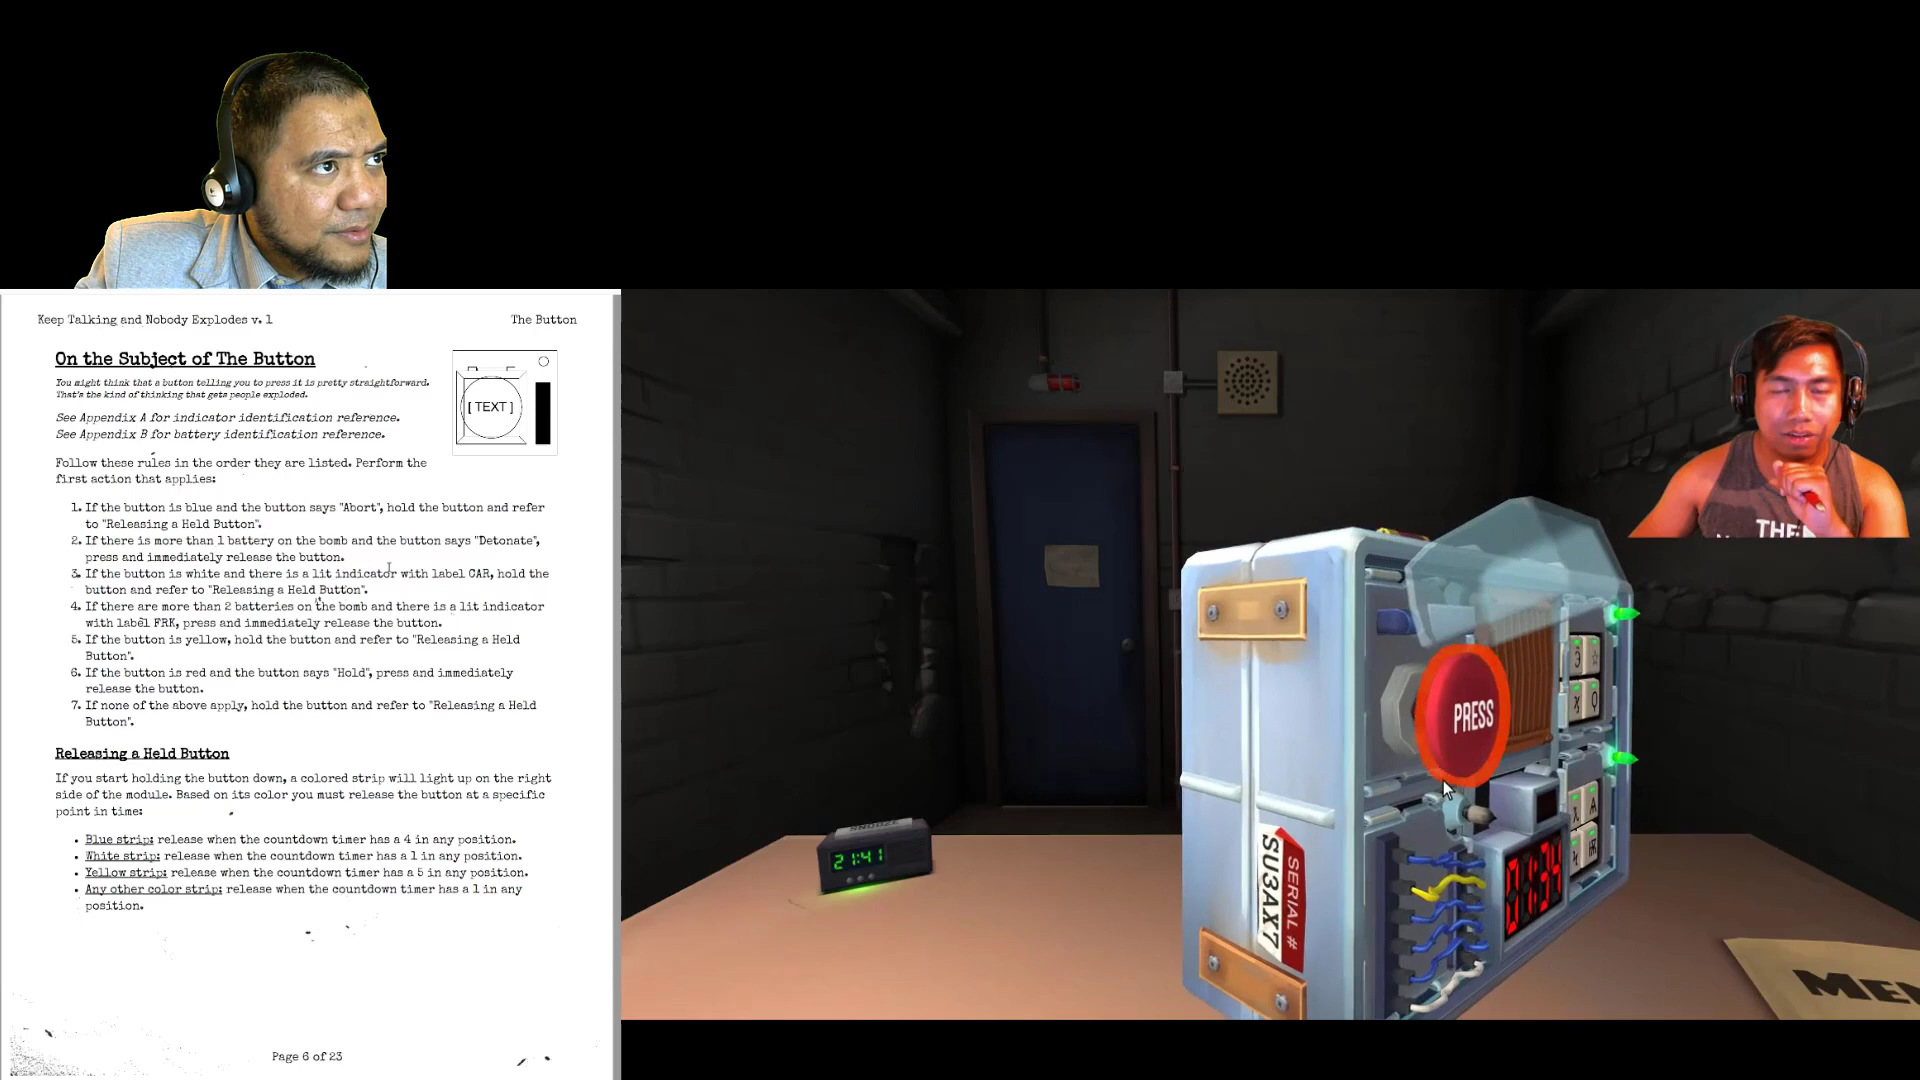 Keep Talking and Nobody Explodes v. 1
The Button
On the Subject of The Button
You might think that a button telling you to press it is pretty straightforward.
That's the kind of thinking that gets people exploded.
[ TEXT ]
See Appendix A for indicator identification reference.
See Appendix B for battery identification reference.
Follow these rules in the order they are listed. Perform the
first action that applies:
1. If the button is blue and the button says "Abort", hold the button and refer
to "Releasing a Held Button".
2. If there is more than 1 battery on the bomb and the button says "Detonate",
press and immediately release the button.
3. If the button is white and there is a lit indicator with label CAR, hold the
button and refer to "Releasing a Held Button".
4. If there are more than 2 batteries on the bomb and there is a lit indicator
with label FRK, press and immediately release the button.
5. If the button is yellow, hold the button and refer to "Releasing a Held
Button".
6. If the button is red and the button says "Hold", press and immediately
release the button.
7. If none of the above apply, hold the button and refer to "Releasing a Held
Button".
Releasing a Held Button
If you start holding the button down, a colored strip will light up on the right
side of the module. Based on its color you must release the button at a specific
point in time:
• Blue strip: release when the countdown timer has a 4 in any position.
• White strip: release when the countdown timer has a 1 in any position.
• Yellow strip: release when the countdown timer has a 5 in any position.
• Any other color strip: release when the countdown timer has a 1 in any
position.
Page 6 of 23
SNOOZE
21:41
PRESS
SERIAL #
SU3AX7
01:34
THE